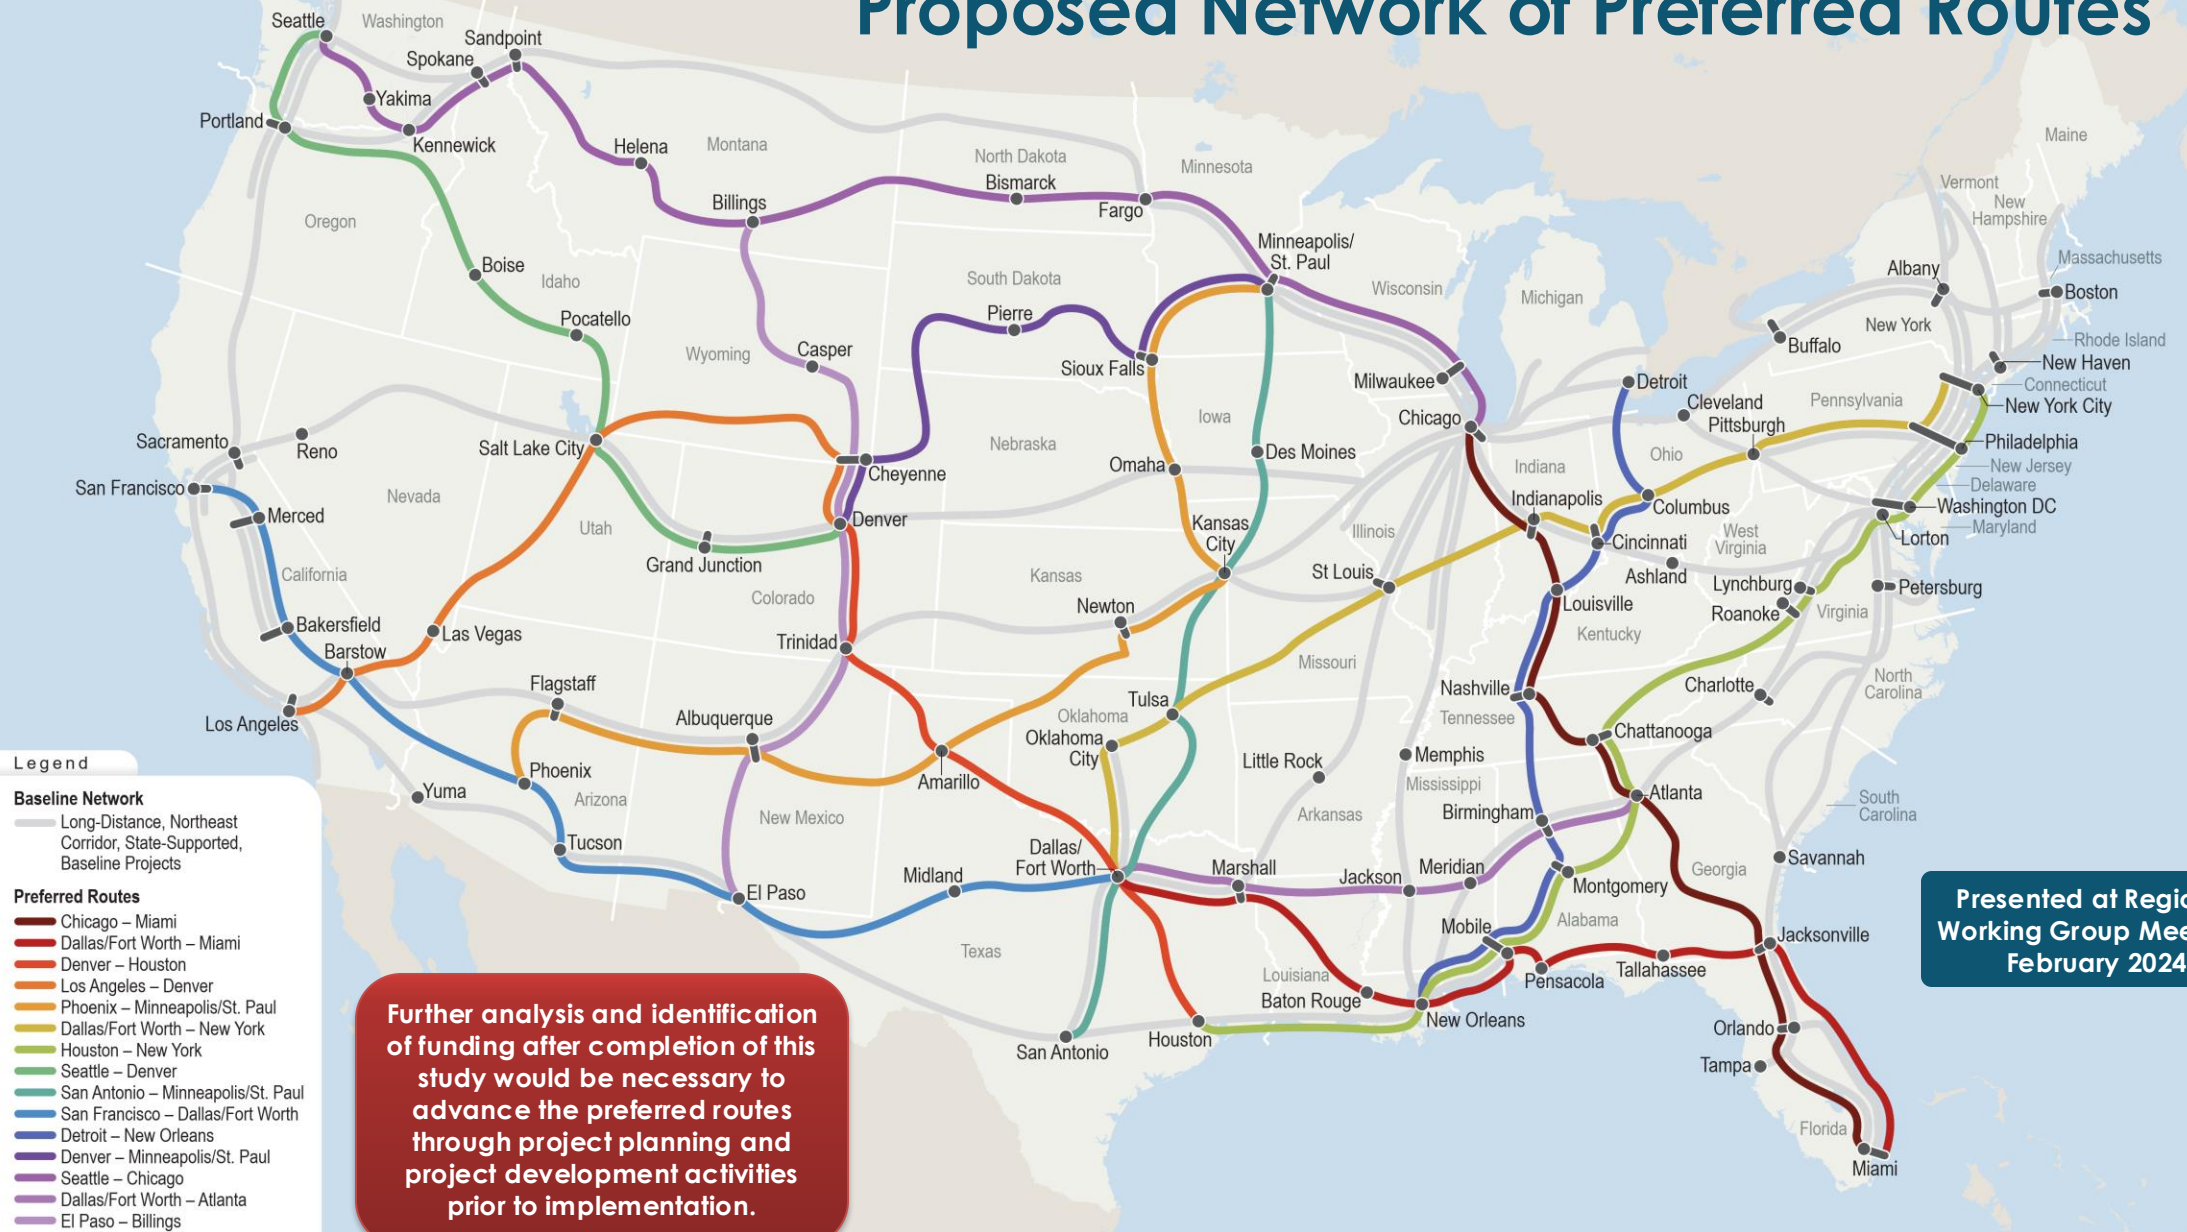 Proposed Network of Preferred Routes
Seattle
Washington
Sandpoint
Spokane
Yakima
Portland
Kennewick
Helena
Montana
North Dakota
Bismarck
Minnesota
Fargo
Billings
Oregon
Boise
Idaho
Minneapolis/
St. Paul
South Dakota
Wisconsin
Michigan
Maine
Vermont
New
Hampshire
Massachusetts
Albany
Boston
New York
Buffalo
Rhode Island
New Haven
Connecticut
New York City
Pocatello
Pierre
Wyoming
Casper
Sioux Falls
Milwaukee
Detroit
Cleveland
Pennsylvania
Pittsburgh
Chicago
Iowa
Sacramento
Reno
Salt Lake City
Nebraska
Cheyenne
Omaha
Des Moines
Indiana
Ohio
Philadelphia
New Jersey
Delaware
San Francisco
Nevada
Merced
Utah
Denver
Kansas
City
Indianapolis
Columbus
Washington DC
Maryland
Lorton
Illinois
Cincinnati
West
Virginia
Grand Junction
California
Colorado
Kansas
St Louis
Ashland
Lynchburg
Petersburg
Newton
Louisville
Roanoke
Virginia
Bakersfield
Las Vegas
Trinidad
Kentucky
Barstow
Missouri
Flagstaff
Nashville
Charlotte
North
Carolina
Tulsa
Los Angeles
Albuquerque
Oklahoma
Tennessee
Oklahoma
City
Chattanooga
Memphis
Little Rock
Phoenix
Amarillo
Mississippi
Yuma
Arizona
New Mexico
Arkansas
Birmingham
Atlanta
South
Carolina
Tucson
Dallas/
Fort Worth
Marshall
Jackson
Meridian
Savannah
Georgia
Midland
El Paso
Montgomery
Alabama
Mobile
Jacksonville
Texas
Louisiana
Pensacola
Tallahassee
Baton Rouge
New Orleans
Orlando
San Antonio
Houston
Tampa
Florida
Miami
Legend
Baseline Network
Long-Distance, Northeast
Corridor, State-Supported,
Baseline Projects
Preferred Routes
Chicago – Miami
Dallas/Fort Worth – Miami
Denver – Houston
Los Angeles – Denver
Phoenix – Minneapolis/St. Paul
Dallas/Fort Worth – New York
Houston – New York
Seattle – Denver
San Antonio – Minneapolis/St. Paul
San Francisco – Dallas/Fort Worth
Detroit – New Orleans
Denver – Minneapolis/St. Paul
Seattle – Chicago
Dallas/Fort Worth – Atlanta
El Paso – Billings
Further analysis and identification
of funding after completion of this
study would be necessary to
advance the preferred routes
through project planning and
project development activities
prior to implementation.
Presented at
Working Group
February 2024